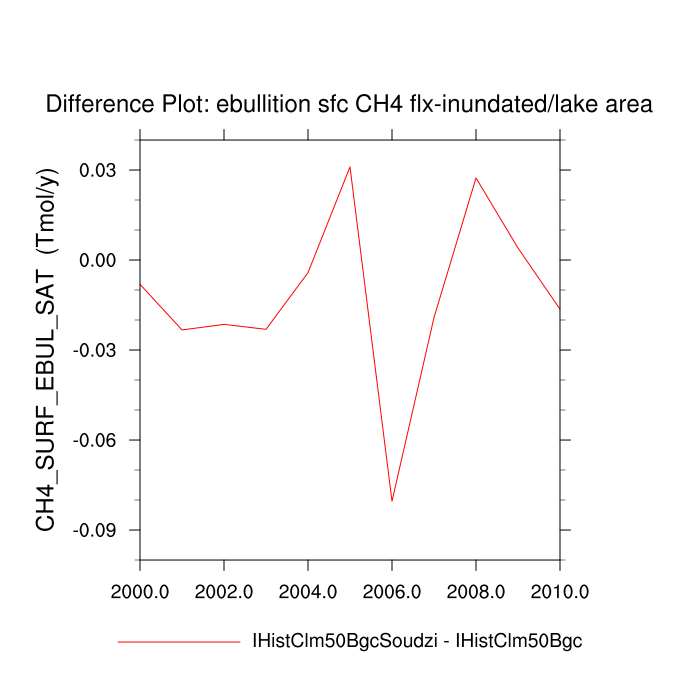 Difference Plot: ebullition sfc CH4 flx-inundated/lake area
CH4_SURF_EBUL_SAT (Tmol/y)
0.03
0.00
-0.03
-0.06
-0.09
2000.0 2002.0 2004.0 2006.0 2008.0 2010.0
IHistClm50BgcSoudzi - IHistClm50Bgc